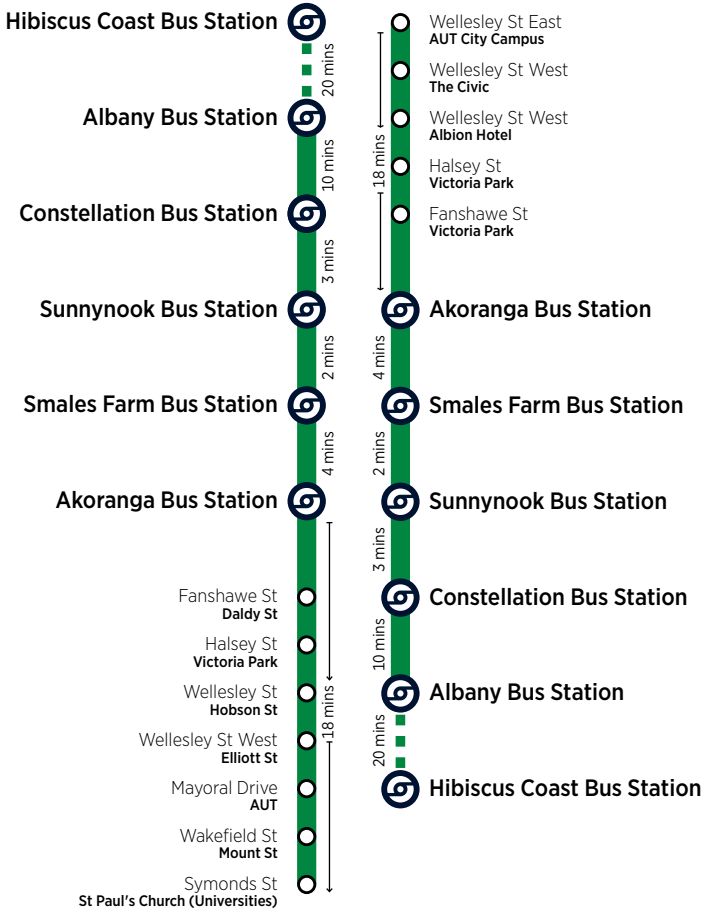 Hibiscus Coast Bus Station
20 mins
Albany Bus Station
10 mins
Constellation Bus Station
3 mins
Sunnynook Bus Station
2 mins
Smales Farm Bus Station
4 mins
Akoranga Bus Station
Fanshawe St
Daldy St
Halsey St
Victoria Park
Wellesley St
Hobson St
18 mins
Wellesley St West
Elliott St
Mayoral Drive
AUT
Wakefield St
Mount St
Symonds St
St Paul's Church (Universities)
Wellesley St East
AUT City Campus
Wellesley St West
The Civic
Wellesley St West
Albion Hotel
18 mins
Halsey St
Victoria Park
Fanshawe St
Victoria Park
Akoranga Bus Station
4 mins
Smales Farm Bus Station
2 mins
Sunnynook Bus Station
3 mins
Constellation Bus Station
10 mins
Albany Bus Station
20 mins
Hibiscus Coast Bus Station